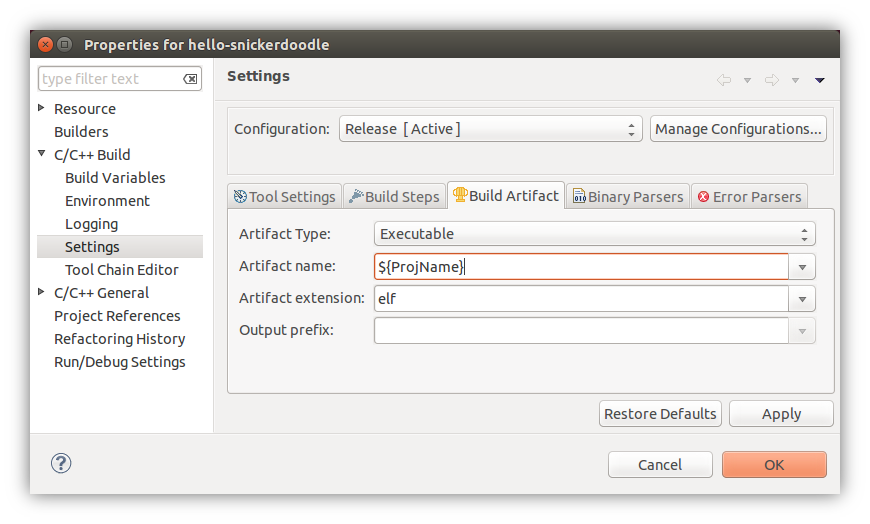 Properties for hello-snickerdoodle
type filter text
Resource
Builders
C/C++ Build
Build Variables
Environment
Logging
Settings
Tool Chain Editor
C/C++ General
Project References
Refactoring History
Run/Debug Settings
Settings
Configuration: Release [ Active ] Manage Configurations...
Tool Settings Build Steps Build Artifact 010 Binary Parsers Error Parsers
Artifact Type: Executable
Artifact name: ${ProjName}
Artifact extension: elf
Output prefix:
Restore Defaults Apply
? Cancel OK